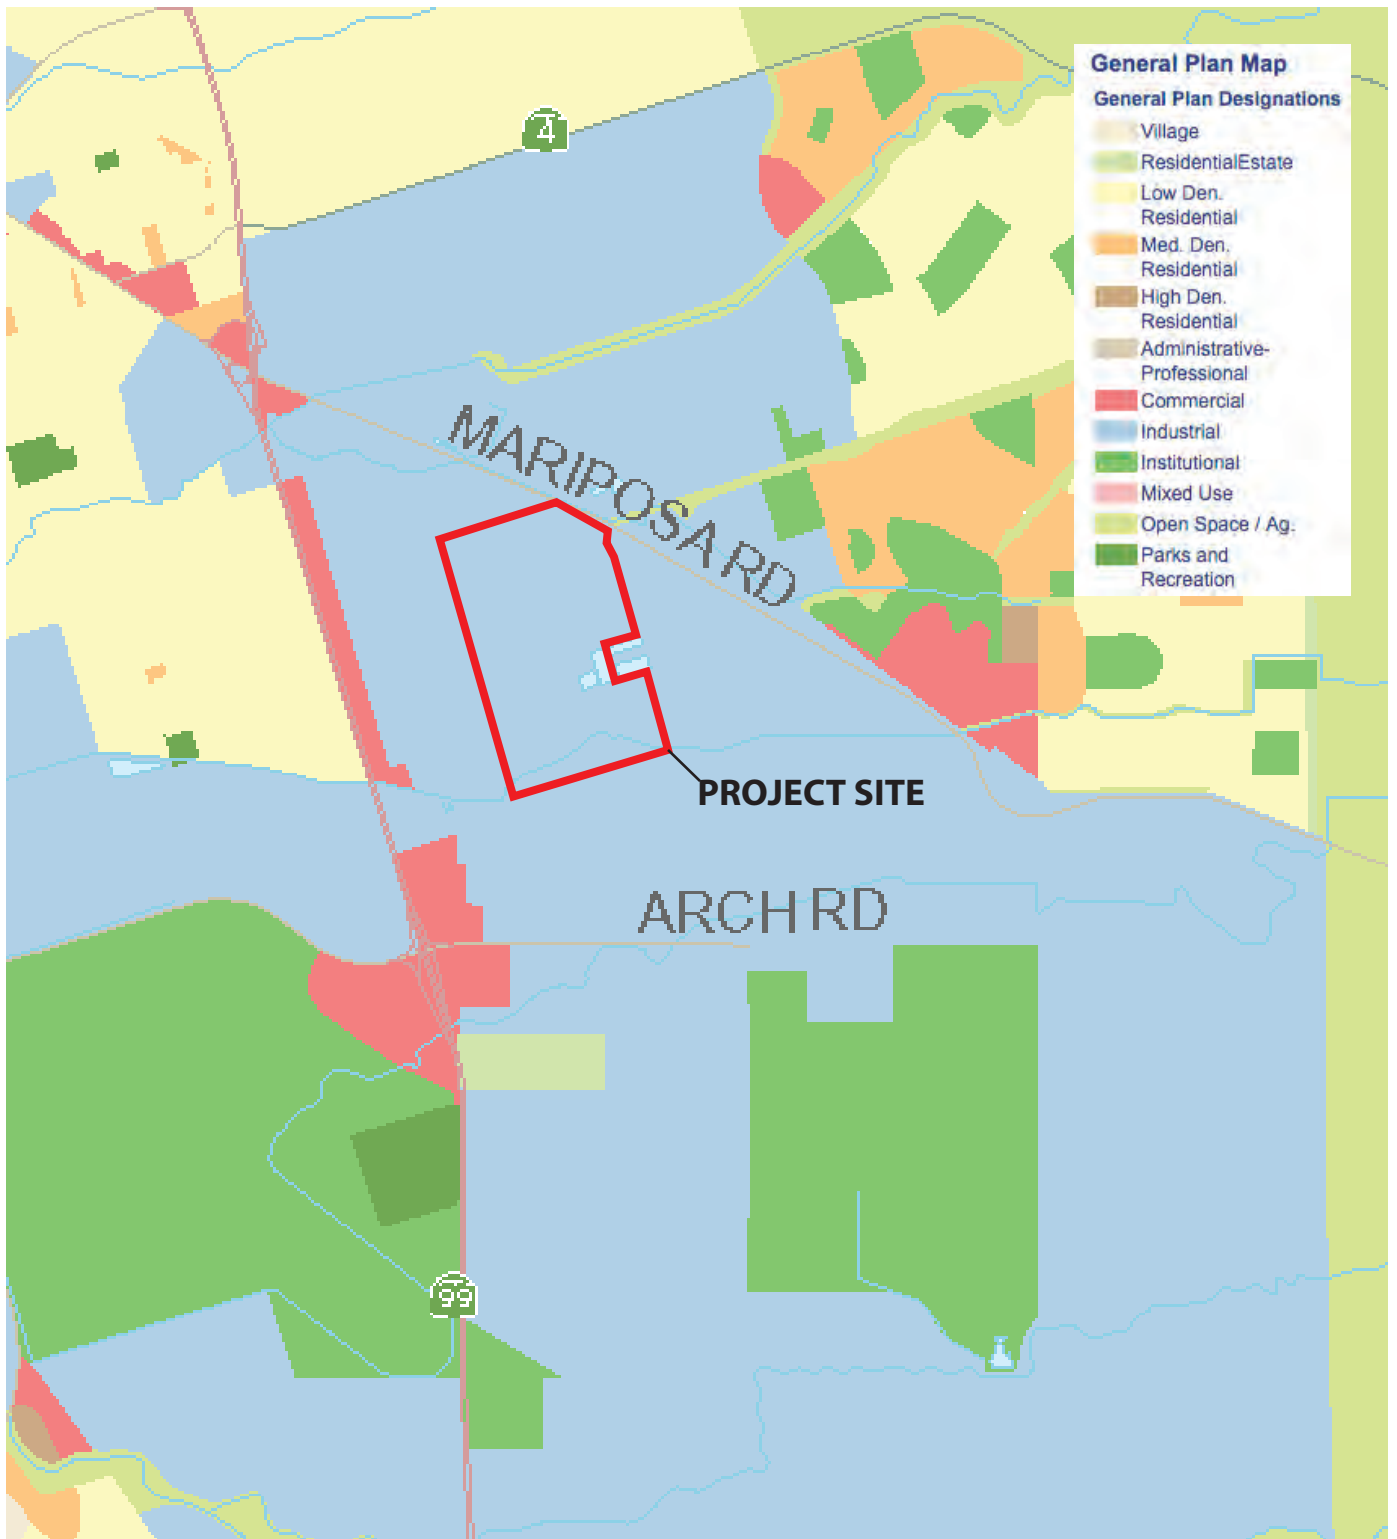 General Plan Map
General Plan Designations
Village
ResidentialEstate
Low Den.
Residential
Med. Den.
Residential
High Den.
Residential
Administrative-
Professional
Commercial
Industrial
Institutional
Mixed Use
Open Space / Ag.
Parks and
Recreation
4
MARIPOSA RD
PROJECT SITE
ARCH RD
99